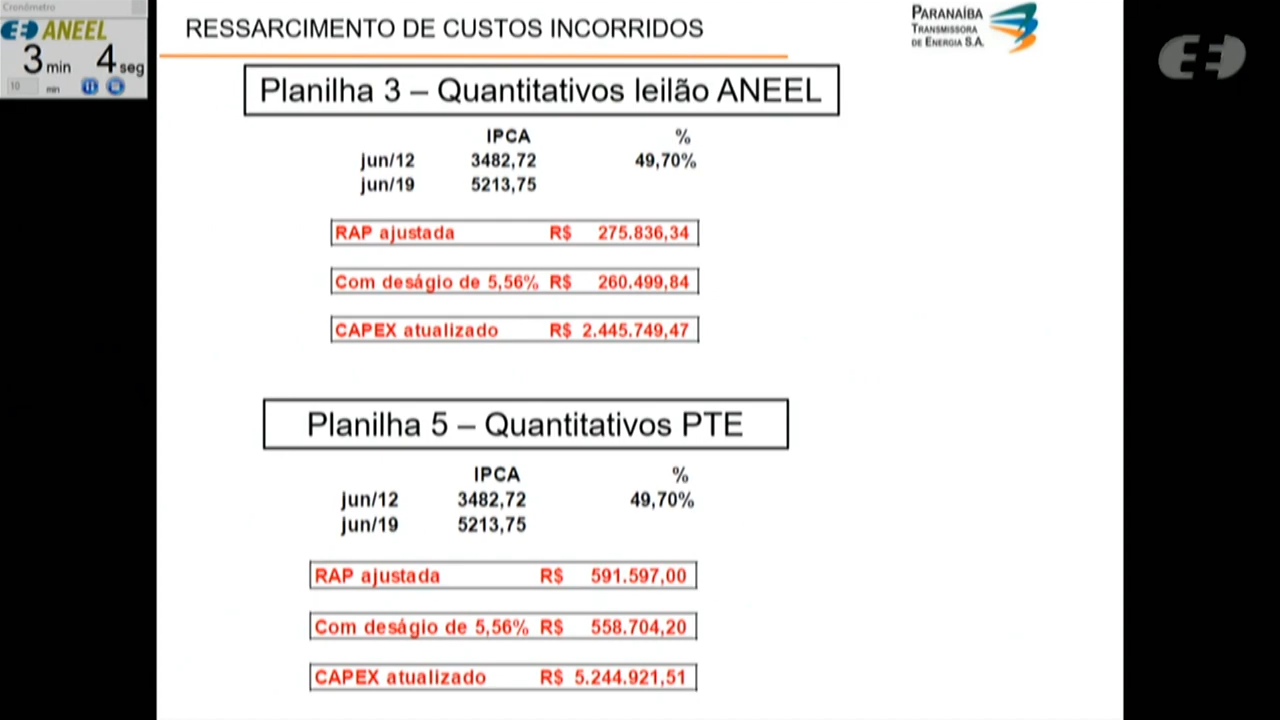 Cronômetro
ANEEL
3 min 4 seg
10 min
RESSARCIMENTO DE CUSTOS INCORRIDOS
PARANAÍBA
TRANSMISSORA
DE ENERGIA S.A.
Planilha 3 – Quantitativos leilão ANEEL
IPCA %
jun/12 3482,72 49,70%
jun/19 5213,75
RAP ajustada R$ 275.836,34
Com deságio de 5,56% R$ 260.499,84
CAPEX atualizado R$ 2.445.749,47
Planilha 5 – Quantitativos PTE
IPCA %
jun/12 3482,72 49,70%
jun/19 5213,75
RAP ajustada R$ 591.597,00
Com deságio de 5,56% R$ 558.704,20
CAPEX atualizado R$ 5.244.921,51